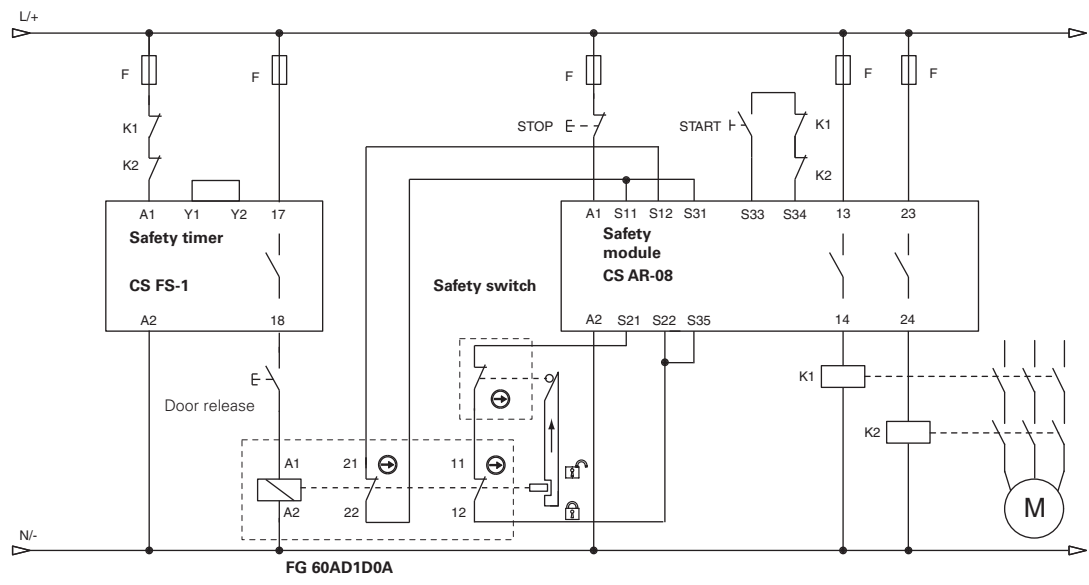 L/+
F
F
F
F
F
K1
K2
STOP
START
K1
K2
A1 Y1 Y2 17
Safety timer
CS FS-1
A2 18
A1 S11 S12 S31 S33 S34 13 23
Safety
module
CS AR-08
A2 S21 S22 S35 14 24
Safety switch
Door release
K1
K2
A1
A2
21
22
11
12
M
N/-
FG 60AD1D0A